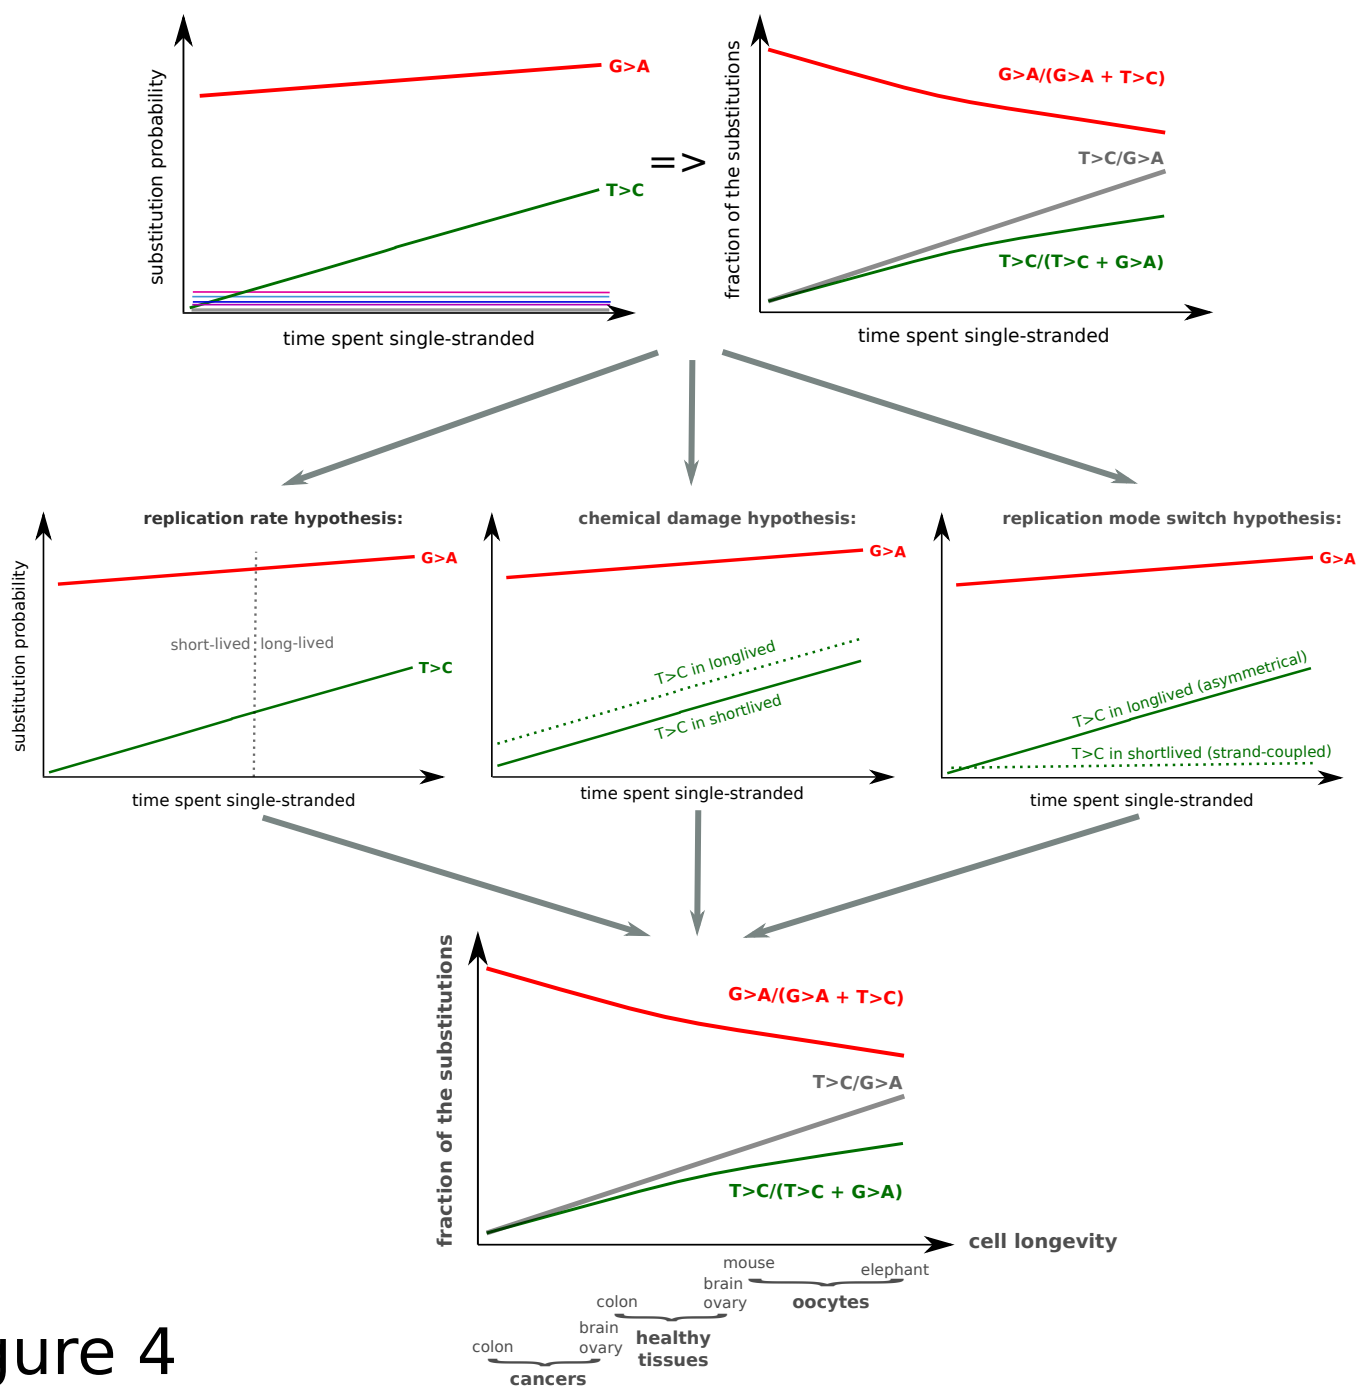 substitution probability
G>A
T>C
time spent single-stranded
=>
fraction of the substitutions
G>A/(G>A + T>C)
T>C/G>A
T>C/(T>C + G>A)
time spent single-stranded
replication rate hypothesis:
substitution probability
G>A
short-lived
long-lived
T>C
time spent single-stranded
chemical damage hypothesis:
G>A
T>C in longlived
T>C in shortlived
time spent single-stranded
replication mode switch hypothesis:
G>A
T>C in longlived (asymmetrical)
T>C in shortlived (strand-coupled)
time spent single-stranded
fraction of the substitutions
G>A/(G>A + T>C)
T>C/G>A
T>C/(T>C + G>A)
cell longevity
mouse
elephant
brain
ovary
oocytes
colon
healthy
tissues
brain
ovary
colon
cancers
gure 4